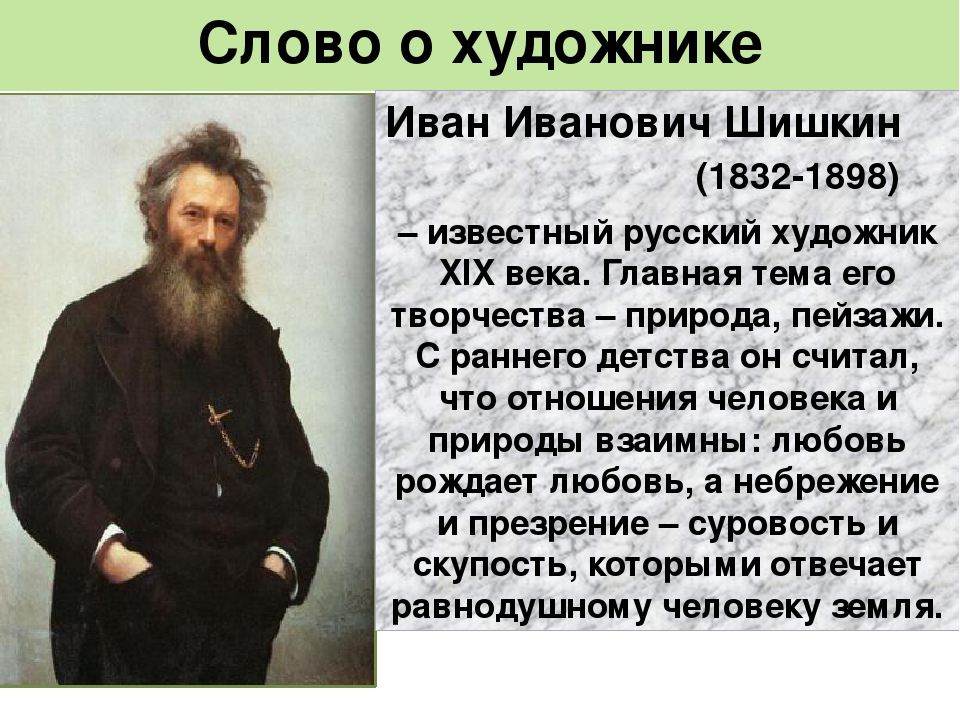 Слово о художнике
Иван Иванович Шишкин
(1832-1898)
– известный русский художник
XIX века. Главная тема его
творчества – природа, пейзажи.
С раннего детства он считал,
что отношения человека и
природы взаимны: любовь
рождает любовь, а небрежение
и презрение – суровость и
скупость, которыми отвечает
равнодушному человеку земля.